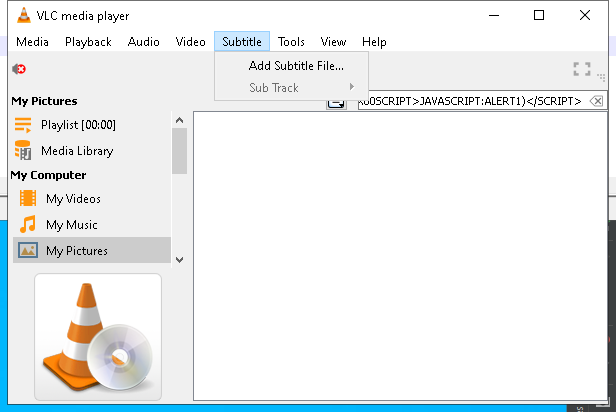 VLC media player
Media Playback Audio Video Subtitle Tools View Help
Add Subtitle File...
Sub Track
My Pictures
Playlist [00:00]
Media Library
My Computer
My Videos
My Music
My Pictures
SCRIPT>JAVASCRIPT:ALERT1)</SCRIPT>